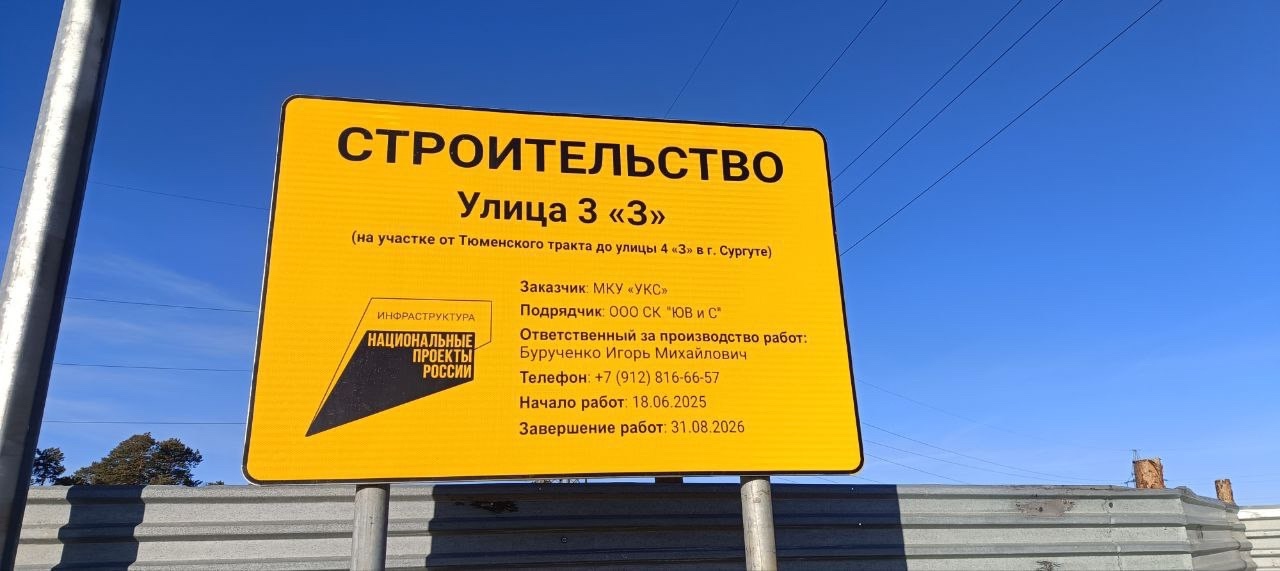 СТРОИТЕЛЬСТВО
Улица 3 «З»
(на участке от Тюменского тракта до улицы 4 «З» в г. Сургуте)
ИНФРАСТРУКТУРА
НАЦИОНАЛЬНЫЕ
ПРОЕКТЫ
РОССИИ
Заказчик: МКУ «УКС»
Подрядчик: ООО СК "ЮВ и С"
Ответственный за производство работ:
Бурученко Игорь Михайлович
Телефон: +7 (912) 816-66-57
Начало работ: 18.06.2025
Завершение работ: 31.08.2026